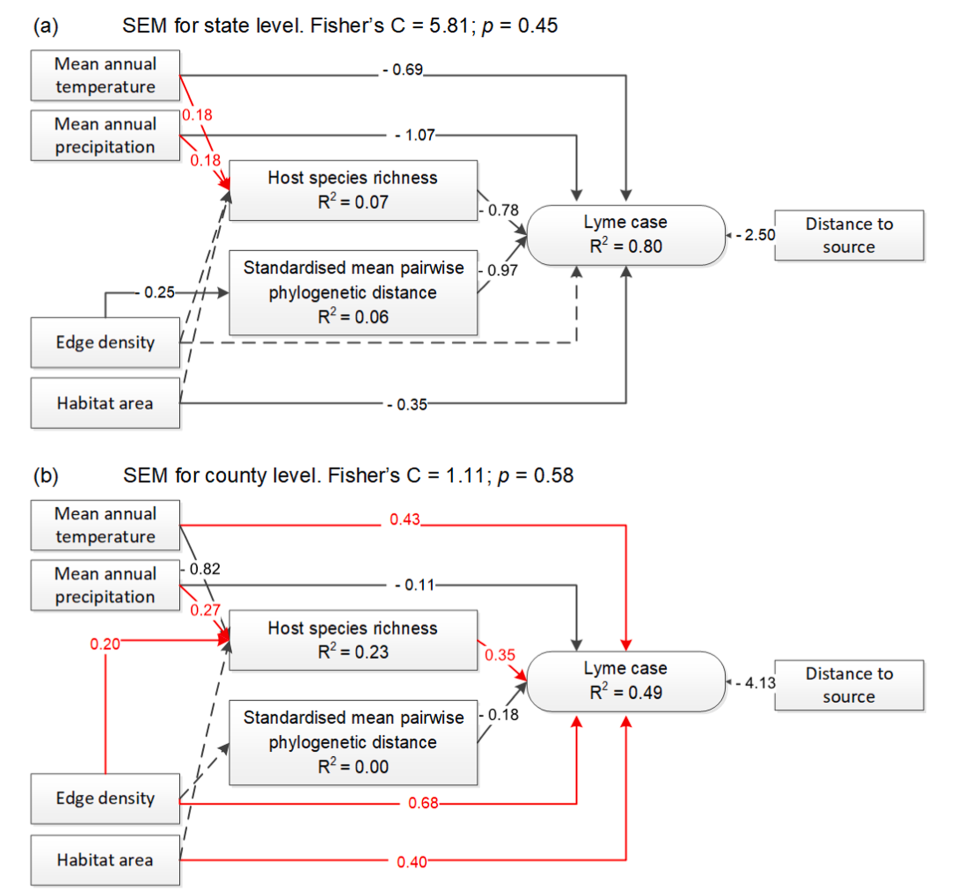 (a) SEM for state level. Fisher’s C = 5.81; p = 0.45
Mean annual
temperature
- 0.69
0.18
Mean annual
precipitation
- 1.07
0.18
Host species richness
R² = 0.07
- 0.78
Lyme case
R² = 0.80
- 2.50
Distance to
source
Standardised mean pairwise
phylogenetic distance
R² = 0.06
- 0.97
- 0.25
Edge density
Habitat area
- 0.35
(b) SEM for county level. Fisher’s C = 1.11; p = 0.58
Mean annual
temperature
0.43
- 0.82
Mean annual
precipitation
- 0.11
0.27
Host species richness
R² = 0.23
0.20
0.35
Lyme case
R² = 0.49
- 4.13
Distance to
source
Standardised mean pairwise
phylogenetic distance
R² = 0.00
- 0.18
Edge density
0.68
Habitat area
0.40